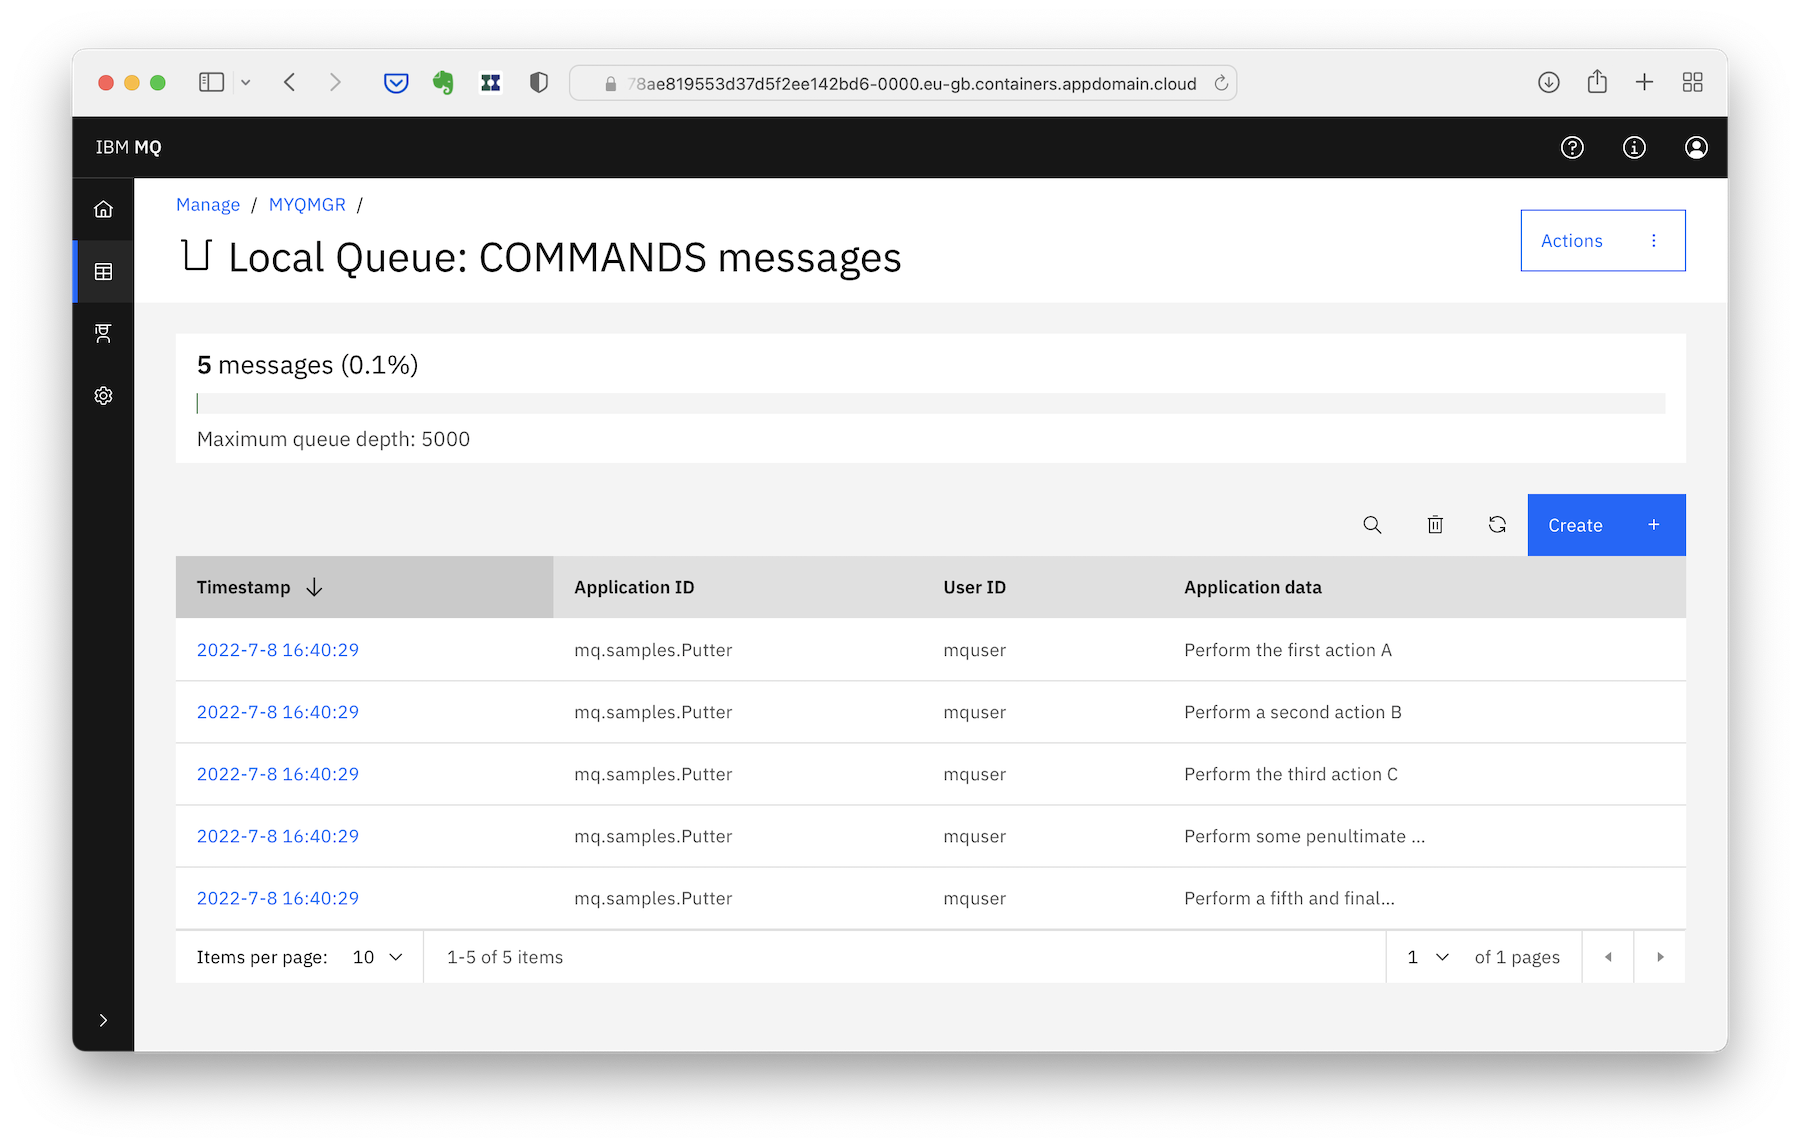 78ae819553d37d5f2ee142bd6-0000.eu-gb.containers.appdomain.cloud
IBM MQ
Manage / MYQMGR /
Local Queue: COMMANDS messages
Actions
5 messages (0.1%)
Maximum queue depth: 5000
Create +
Timestamp Application ID User ID Application data
2022-7-8 16:40:29 mq.samples.Putter mquser Perform the first action A
2022-7-8 16:40:29 mq.samples.Putter mquser Perform a second action B
2022-7-8 16:40:29 mq.samples.Putter mquser Perform the third action C
2022-7-8 16:40:29 mq.samples.Putter mquser Perform some penultimate ...
2022-7-8 16:40:29 mq.samples.Putter mquser Perform a fifth and final...
Items per page: 10 1-5 of 5 items 1 of 1 pages